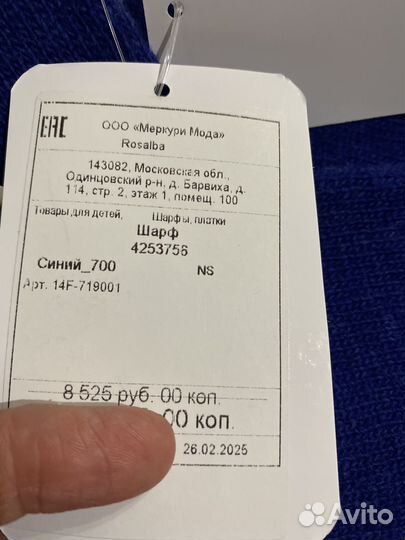 EAC
ООО «Меркури Мода»
Rosalba
143082, Московская обл.,
Одинцовский р-н, д. Барвиха, д.
114, стр. 2, этаж 1, помещ. 100
Товары для детей, Шарфы, платки
Шарф
4253756
Синий_700 NS
Арт. 14F-719001
8 525 руб. 00 коп.
00 коп.
26.02.2025
Avito